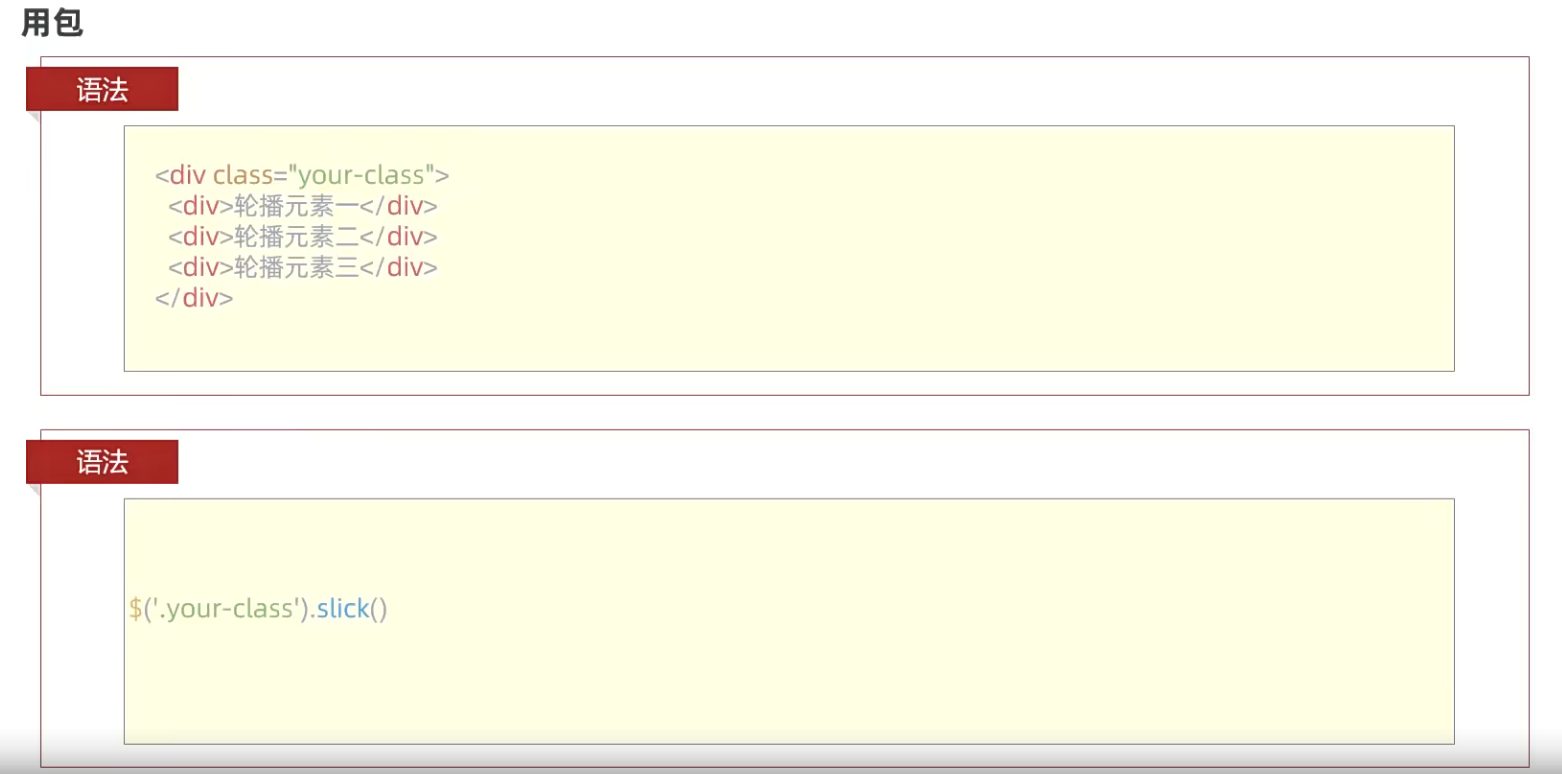 用包
语法
<div class="your-class">
<div>轮播元素一</div>
<div>轮播元素二</div>
<div>轮播元素三</div>
</div>
语法
$('.your-class').slick()